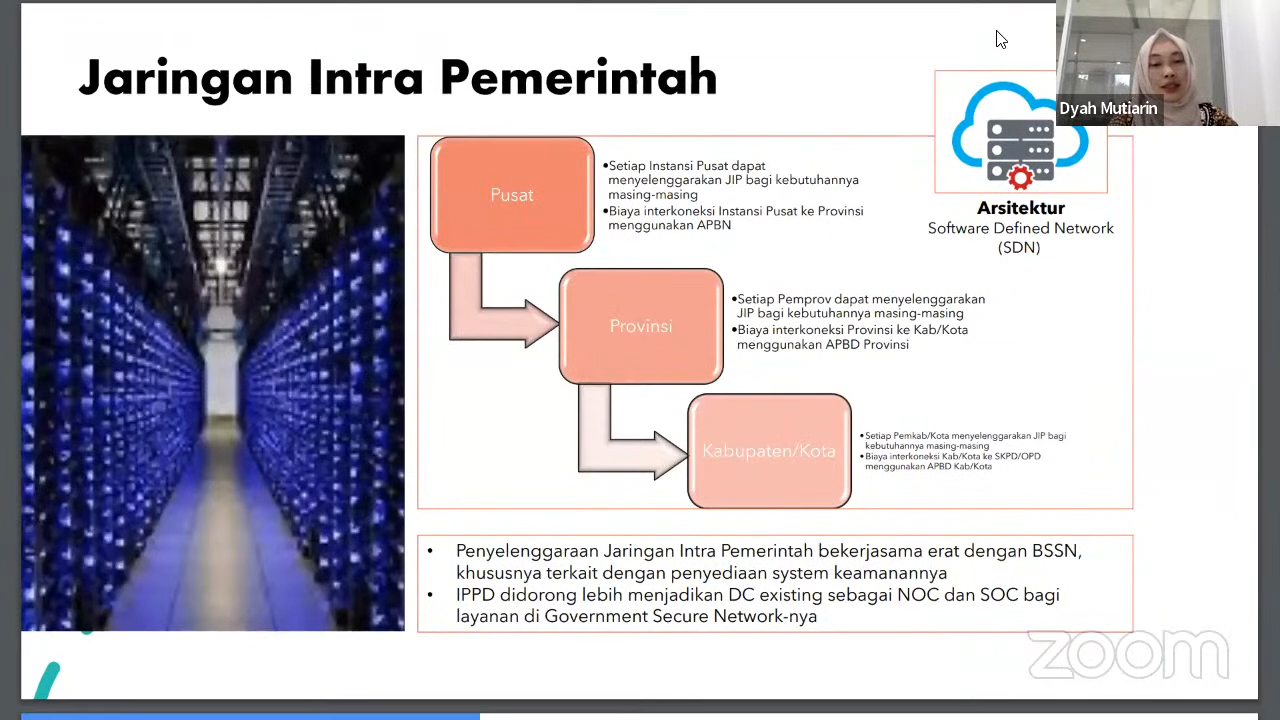 Jaringan Intra Pemerintah
Dyah Mutiarin
Pusat
•Setiap Instansi Pusat dapat
menyelenggarakan JIP bagi kebutuhannya
masing-masing
•Biaya interkoneksi Instansi Pusat ke Provinsi
menggunakan APBN
Arsitektur
Software Defined Network
(SDN)
Provinsi
•Setiap Pemprov dapat menyelenggarakan
JIP bagi kebutuhannya masing-masing
•Biaya interkoneksi Provinsi ke Kab/Kota
menggunakan APBD Provinsi
Kabupaten/Kota
•Setiap Pemkab/Kota menyelenggarakan JIP bagi
kebutuhannya masing-masing
•Biaya interkoneksi Kab/Kota ke SKPD/OPD
menggunakan APBD Kab/Kota
• Penyelenggaraan Jaringan Intra Pemerintah bekerjasama erat dengan BSSN,
khususnya terkait dengan penyediaan system keamanannya
• IPPD didorong lebih menjadikan DC existing sebagai NOC dan SOC bagi
layanan di Government Secure Network-nya
zoom